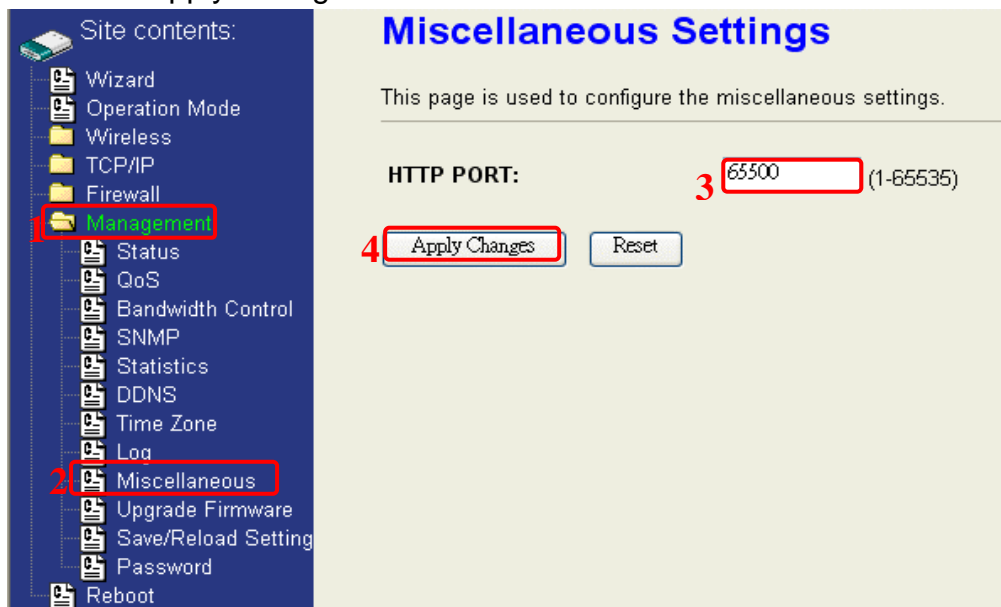 Site contents:
Wizard
Operation Mode
Wireless
TCP/IP
Firewall
1 Management
Status
QoS
Bandwidth Control
SNMP
Statistics
DDNS
Time Zone
Log
2 Miscellaneous
Upgrade Firmware
Save/Reload Setting
Password
Reboot
Miscellaneous Settings
This page is used to configure the miscellaneous settings.
HTTP PORT: 3 65500 (1-65535)
4 Apply Changes Reset